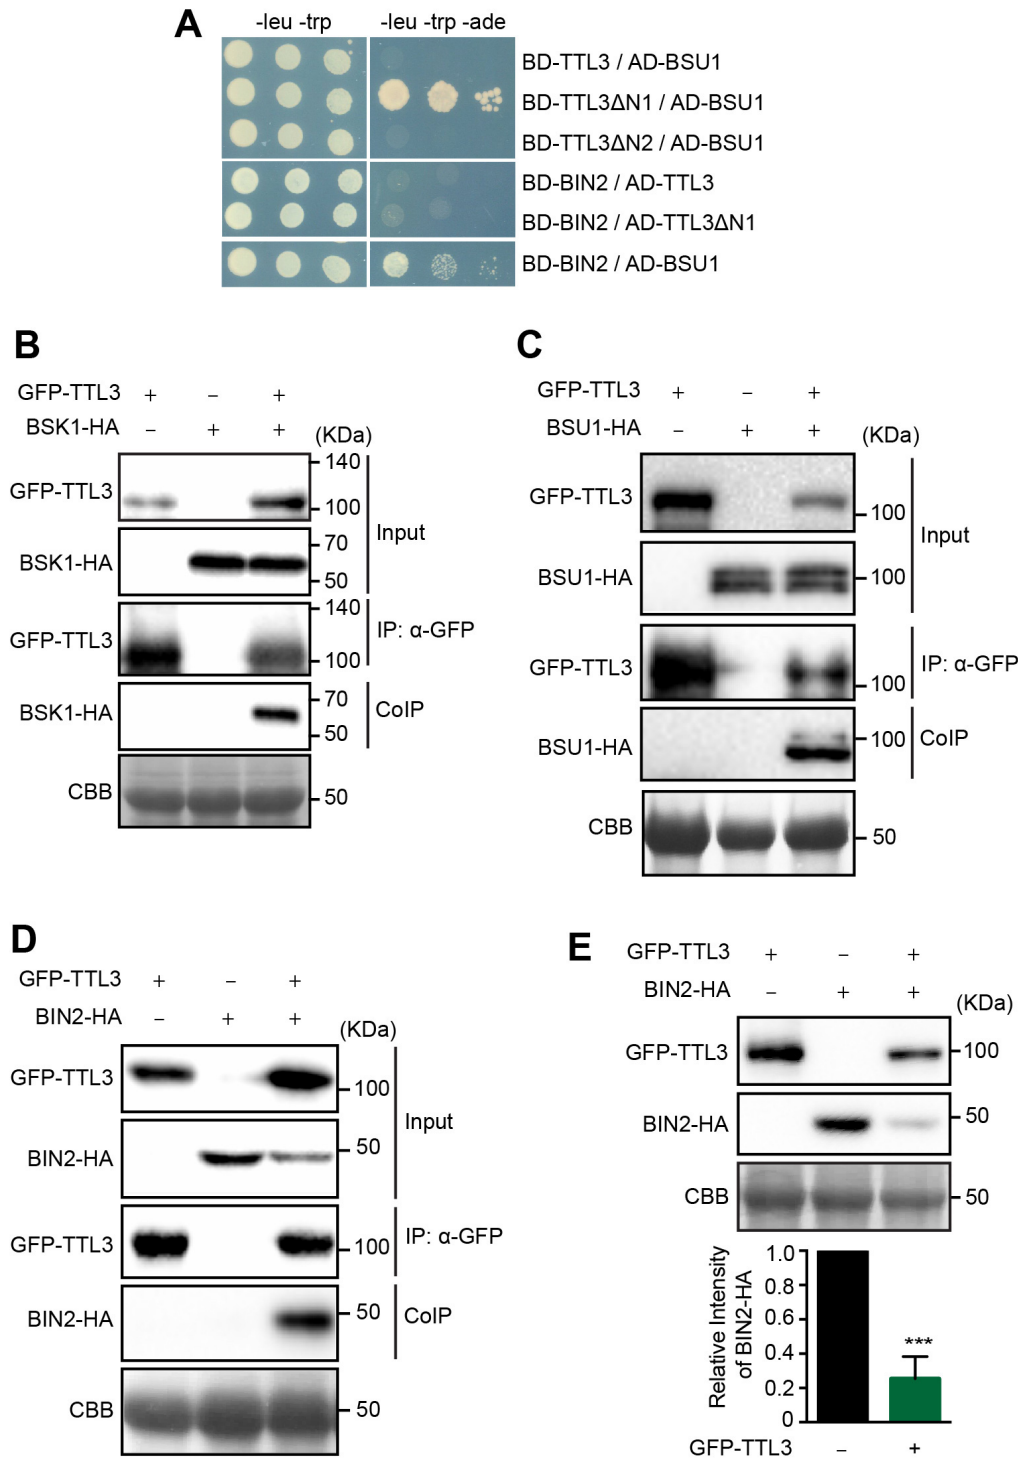 A
-leu -trp
-leu -trp -ade
BD-TTL3 / AD-BSU1
BD-TTL3ΔN1 / AD-BSU1
BD-TTL3ΔN2 / AD-BSU1
BD-BIN2 / AD-TTL3
BD-BIN2 / AD-TTL3ΔN1
BD-BIN2 / AD-BSU1
B
GFP-TTL3 + – +
BSK1-HA – + +
(KDa)
GFP-TTL3
140
100
BSK1-HA
70
50
Input
GFP-TTL3
140
100
IP: α-GFP
BSK1-HA
70
50
CoIP
CBB
50
C
GFP-TTL3 + – +
BSU1-HA – + +
(KDa)
GFP-TTL3
100
BSU1-HA
100
Input
GFP-TTL3
100
IP: α-GFP
BSU1-HA
100
CoIP
CBB
50
D
GFP-TTL3 + – +
BIN2-HA – + +
(KDa)
GFP-TTL3
100
BIN2-HA
50
Input
GFP-TTL3
100
IP: α-GFP
BIN2-HA
50
CoIP
CBB
50
E
GFP-TTL3 + – +
BIN2-HA – + +
(KDa)
GFP-TTL3
100
BIN2-HA
50
CBB
50
Relative Intensity
of BIN2-HA
1.0
0.8
0.6
0.4
0.2
0
***
GFP-TTL3 – +